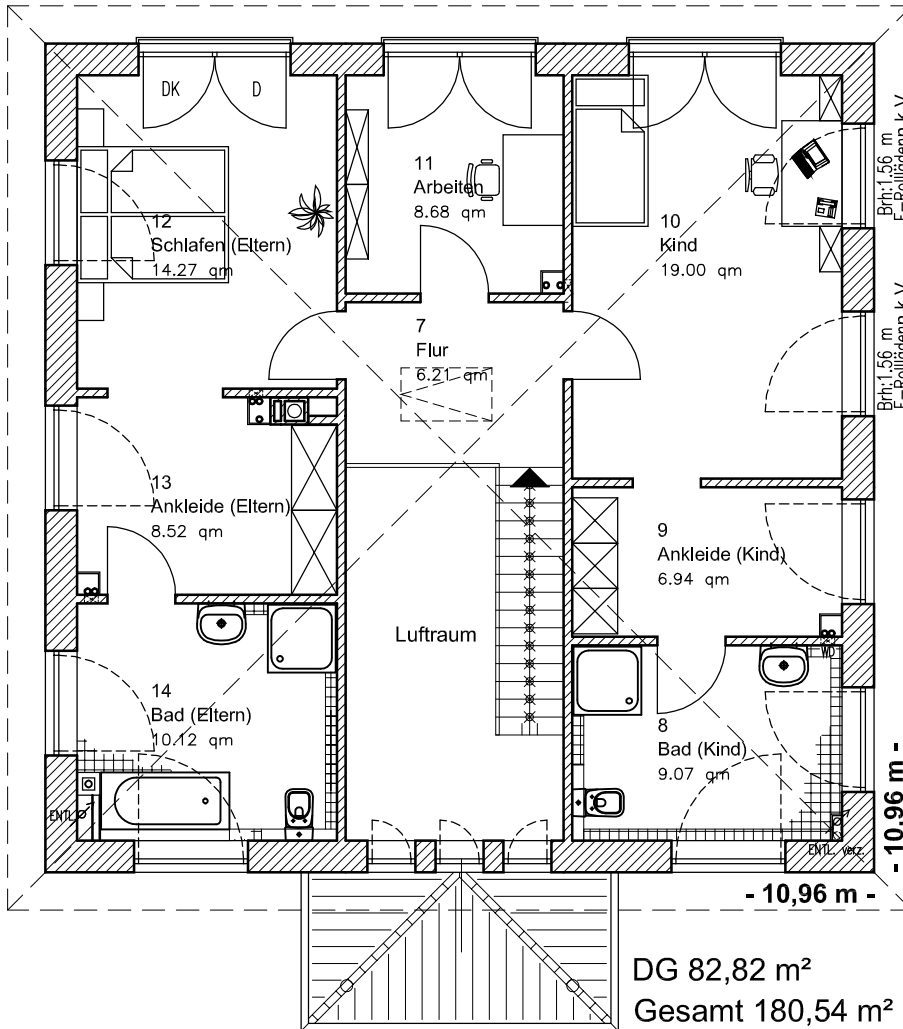 DK D
11
Arbeiten
8.68 qm
12
Schlafen (Eltern)
14.27 qm
10
Kind
19.00 qm
Brh:1.56 m
7
Flur
6.21 qm
Brh:1.56 m
13
Ankleide (Eltern)
8.52 qm
9
Ankleide (Kind)
6.94 qm
Luftraum
WD
14
Bad (Eltern)
10.12 qm
8
Bad (Kind)
9.07 qm
ENTL.
ENTL. verz.
- 10,96 m -
- 10,96 m -
DG 82,82 m²
Gesamt 180,54 m²